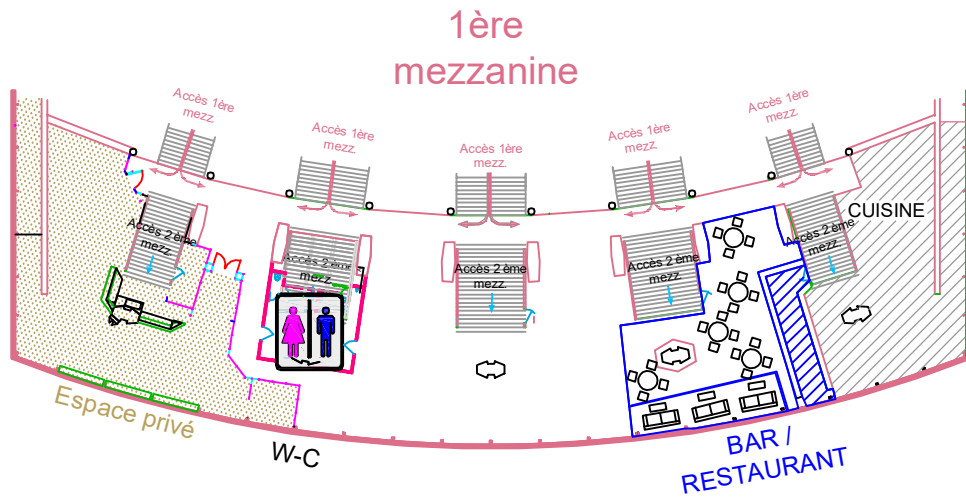 1ère
mezzanine
Accès 1ère
mezz.
Accès 1ère
mezz.
Accès 1ère
mezz.
Accès 1ère
mezz.
Accès 1ère
mezz.
CUISINE
Accès 2 ème
mezz.
Accès 2 ème
mezz.
Accès 2 ème
mezz.
Accès 2 ème
mezz.
Accès 2 ème
mezz.
Espace privé
W-C
BAR /
RESTAURANT